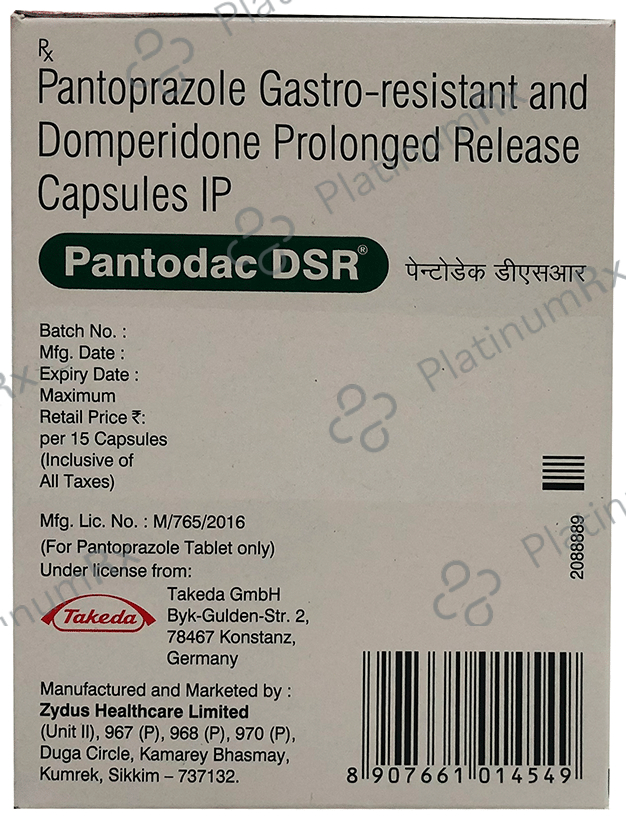 Rx
Pantoprazole Gastro-resistant and
Domperidone Prolonged Release
Capsules IP
Pantodac DSR® पेन्टोडेक डीएसआर
Batch No. :
Mfg. Date :
Expiry Date :
Maximum
Retail Price ₹:
per 15 Capsules
(Inclusive of
All Taxes)
Mfg. Lic. No. : M/765/2016
(For Pantoprazole Tablet only)
Under license from:
Takeda
Takeda GmbH
Byk-Gulden-Str. 2,
78467 Konstanz,
Germany
Manufactured and Marketed by :
Zydus Healthcare Limited
(Unit II), 967 (P), 968 (P), 970 (P),
Duga Circle, Kamarey Bhasmay,
Kumrek, Sikkim – 737132.
2088889
8 907661 014549
PlatinumRx
PlatinumRx
PlatinumRx